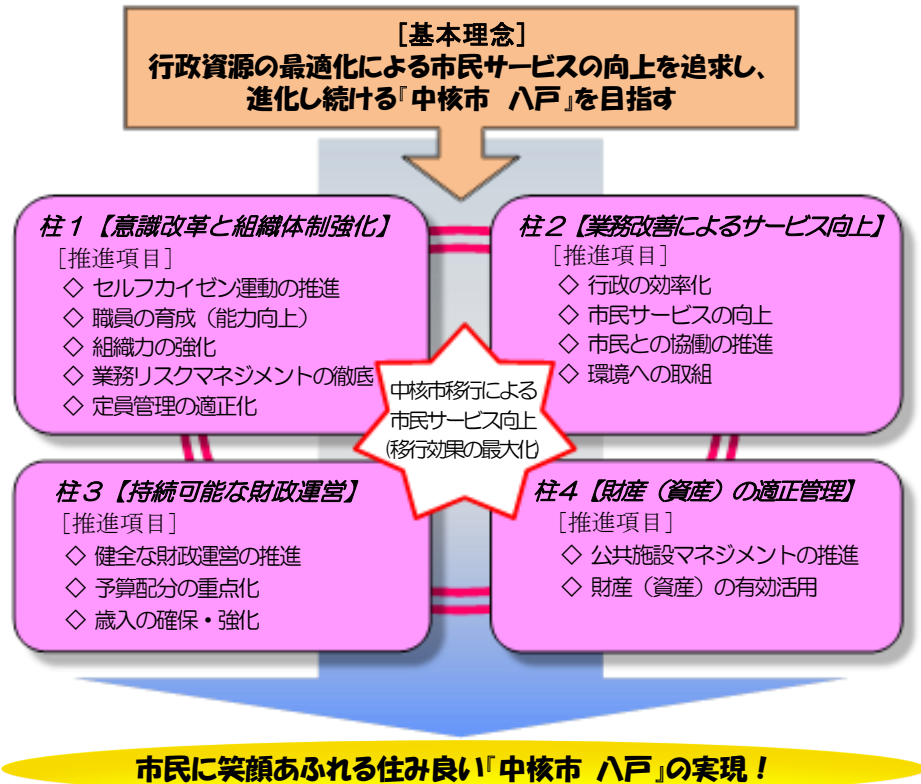 [基本理念]
行政資源の最適化による市民サービスの向上を追求し、
進化し続ける『中核市 八戸』を目指す
柱1【意識改革と組織体制強化】
[推進項目]
◇ セルフカイゼン運動の推進
◇ 職員の育成（能力向上）
◇ 組織力の強化
◇ 業務リスクマネジメントの徹底
◇ 定員管理の適正化
柱2【業務改善によるサービス向上】
[推進項目]
◇ 行政の効率化
◇ 市民サービスの向上
◇ 市民との協働の推進
◇ 環境への取組
中核市移行による
市民サービス向上
(移行効果の最大化)
柱3【持続可能な財政運営】
[推進項目]
◇ 健全な財政運営の推進
◇ 予算配分の重点化
◇ 歳入の確保・強化
柱4【財産（資産）の適正管理】
[推進項目]
◇ 公共施設マネジメントの推進
◇ 財産（資産）の有効活用
市民に笑顔あふれる住み良い『中核市 八戸』の実現！